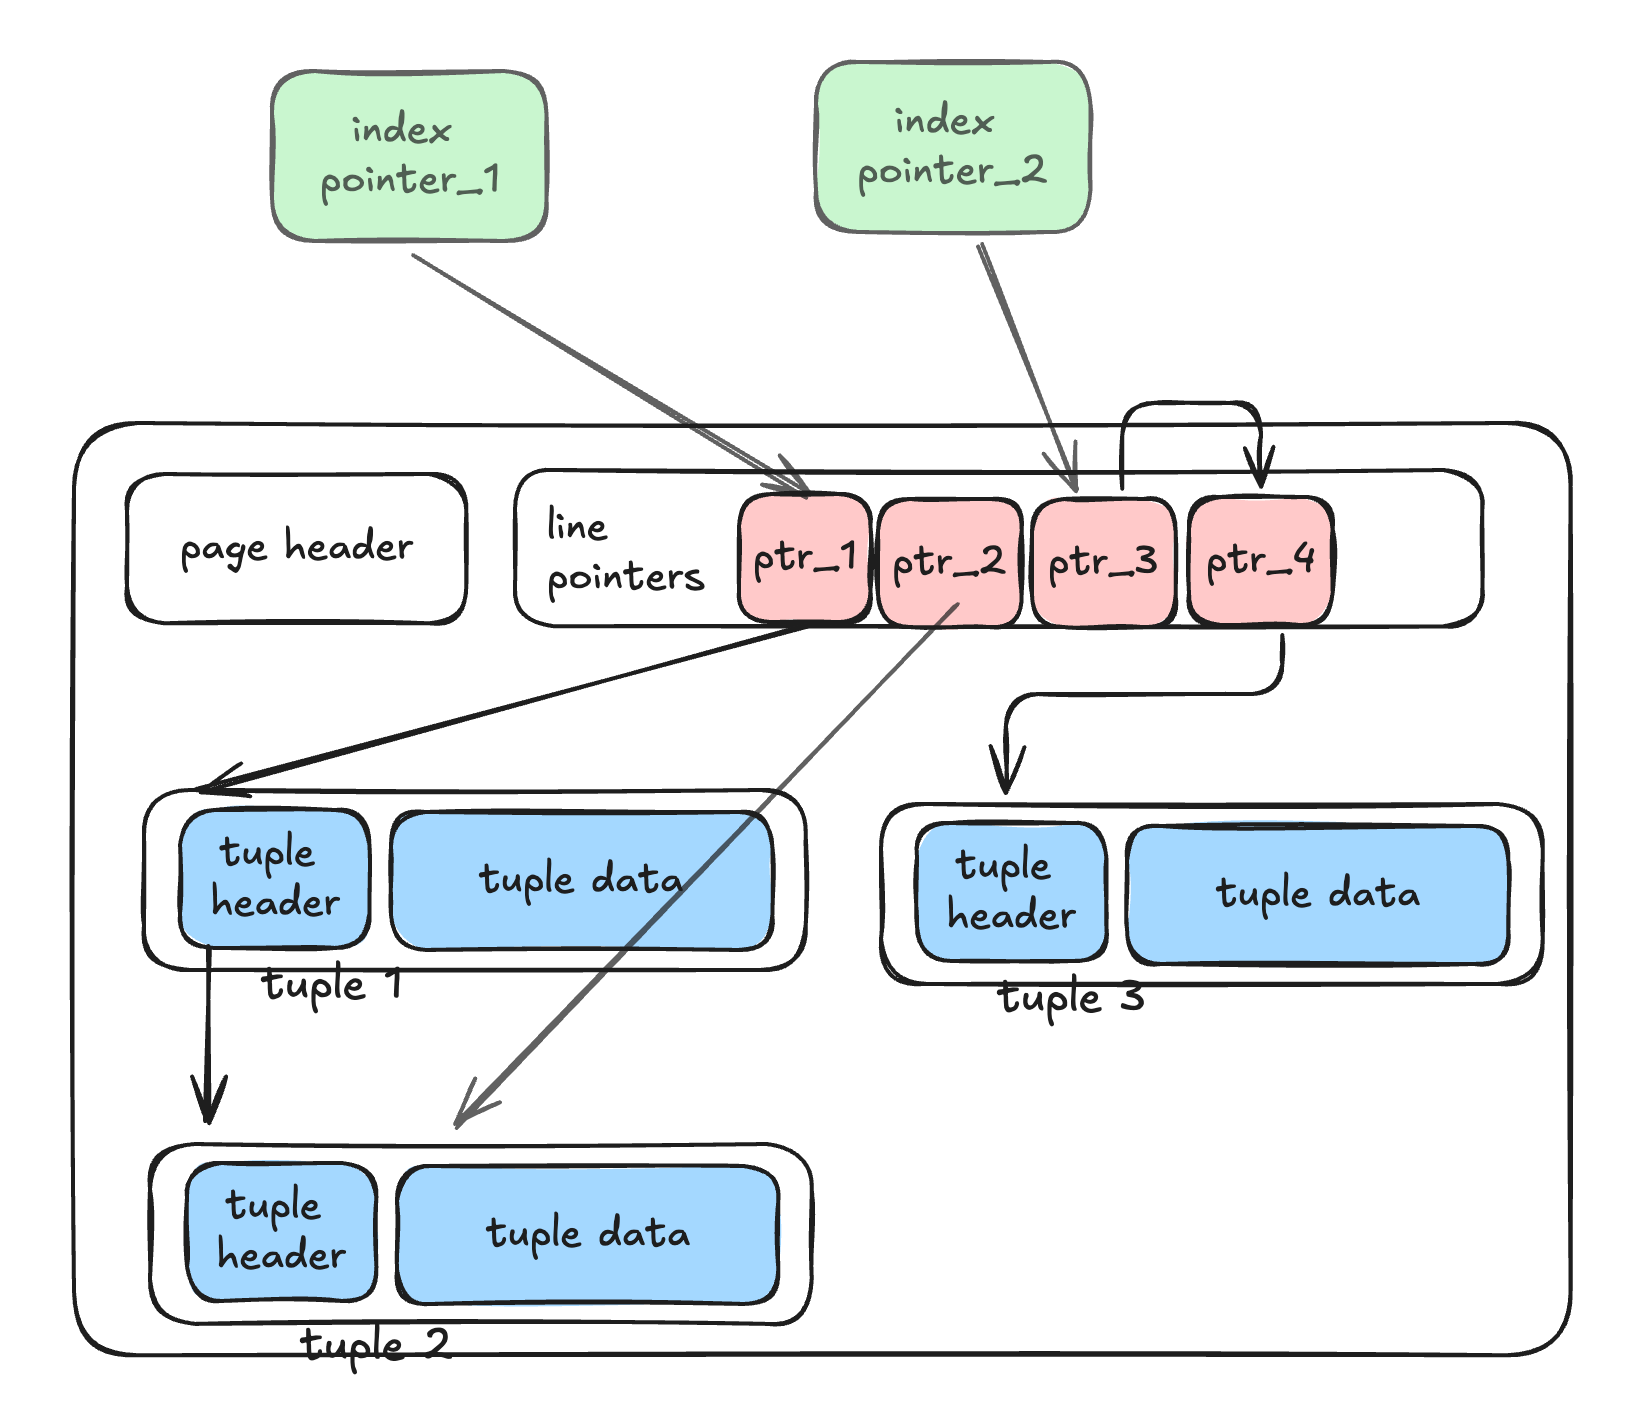 index
pointer_1
index
pointer_2
page header
line
pointers
ptr_1
ptr_2
ptr_3
ptr_4
tuple
header
tuple data
tuple 1
tuple
header
tuple data
tuple 3
tuple
header
tuple data
tuple 2